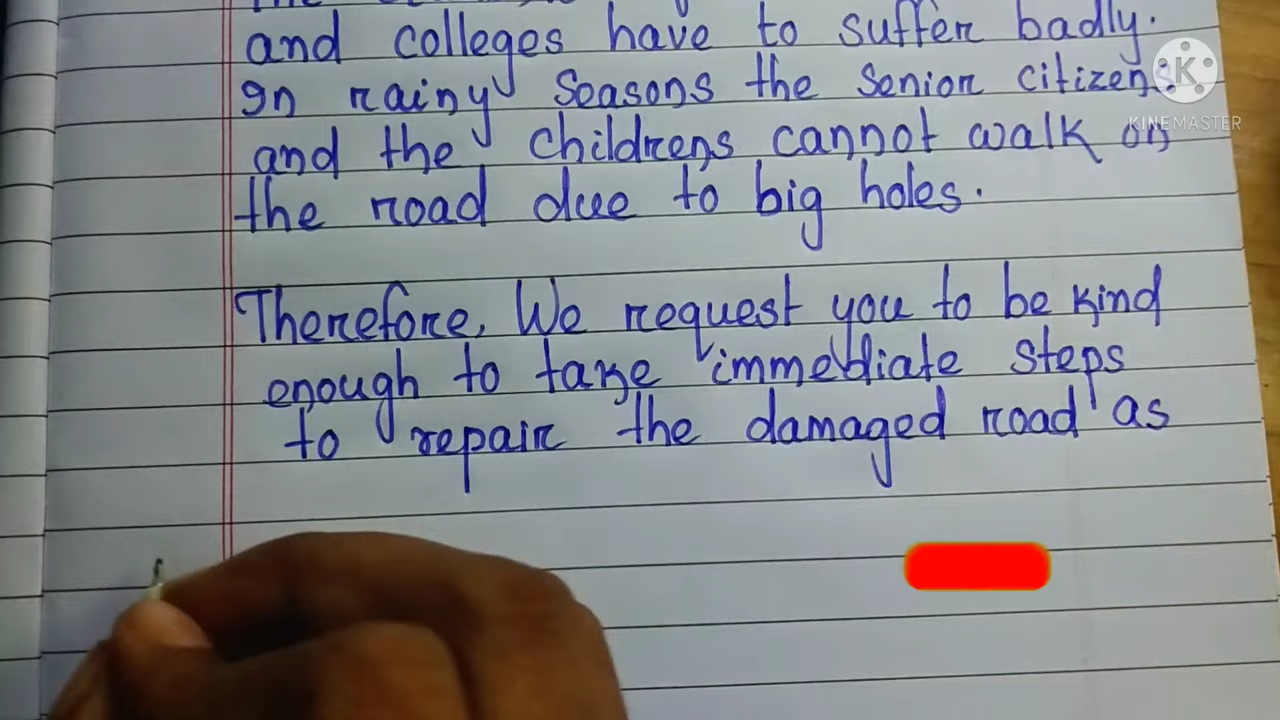 and colleges have to suffer badly.
In rainy seasons the senior citizens
and the childrens cannot walk on
the road due to big holes.
Therefore, We request you to be kind
enough to take immediate steps
to repair the damaged road as
KINEMASTER